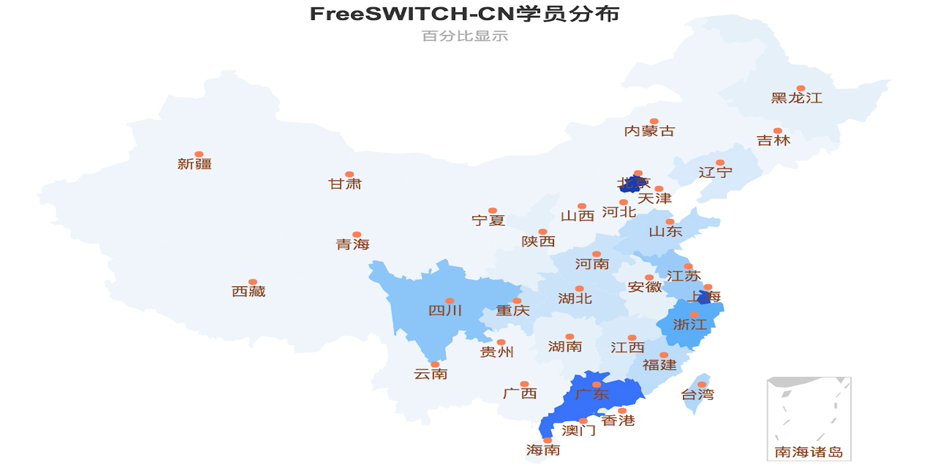 FreeSWITCH-CN学员分布
百分比显示
黑龙江
内蒙古
吉林
新疆
辽宁
甘肃
北京
天津
宁夏
山西
河北
山东
陕西
青海
河南
江苏
西藏
安徽
上海
四川
重庆
湖北
浙江
贵州
湖南
江西
福建
云南
广西
广东
台湾
香港
澳门
海南
南海诸岛